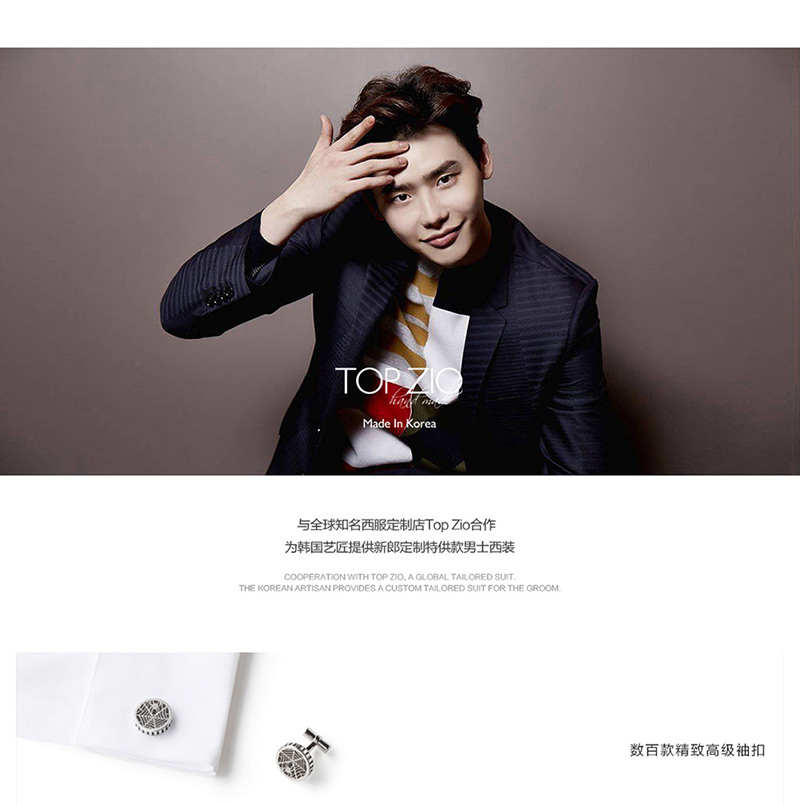 TOP ZIO
hand made
Made In Korea
与全球知名西服定制店Top Zio合作
为韩国艺匠提供新郎定制特供款男士西装
COOPERATION WITH TOP ZIO, A GLOBAL TAILORED SUIT.
THE KOREAN ARTISAN PROVIDES A CUSTOM TAILORED SUIT FOR THE GROOM.
数百款精致高级袖扣